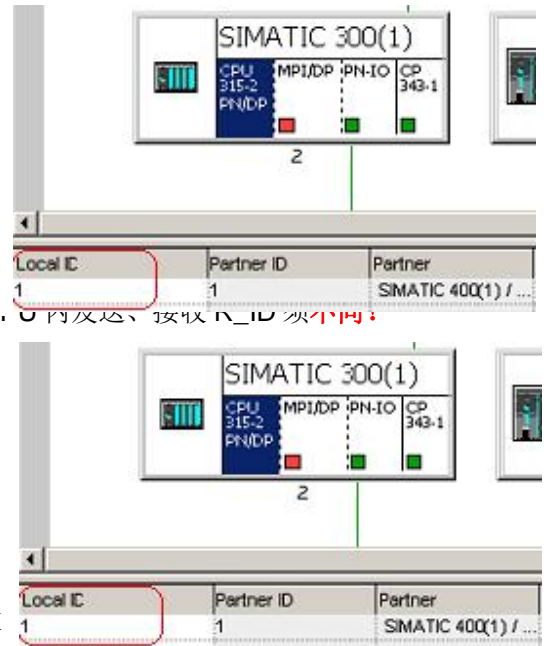 SIMATIC 300(1)
CPU
315-2
PN/DP
MPI/DP
PN-IO
CP
343-1
2
Local ID
Partner ID
Partner
1
1
SIMATIC 400(1) / ...
内发送、接收 R_ID 须不同!
SIMATIC 300(1)
CPU
315-2
PN/DP
MPI/DP
PN-IO
CP
343-1
2
Local ID
Partner ID
Partner
1
1
SIMATIC 400(1) / ...